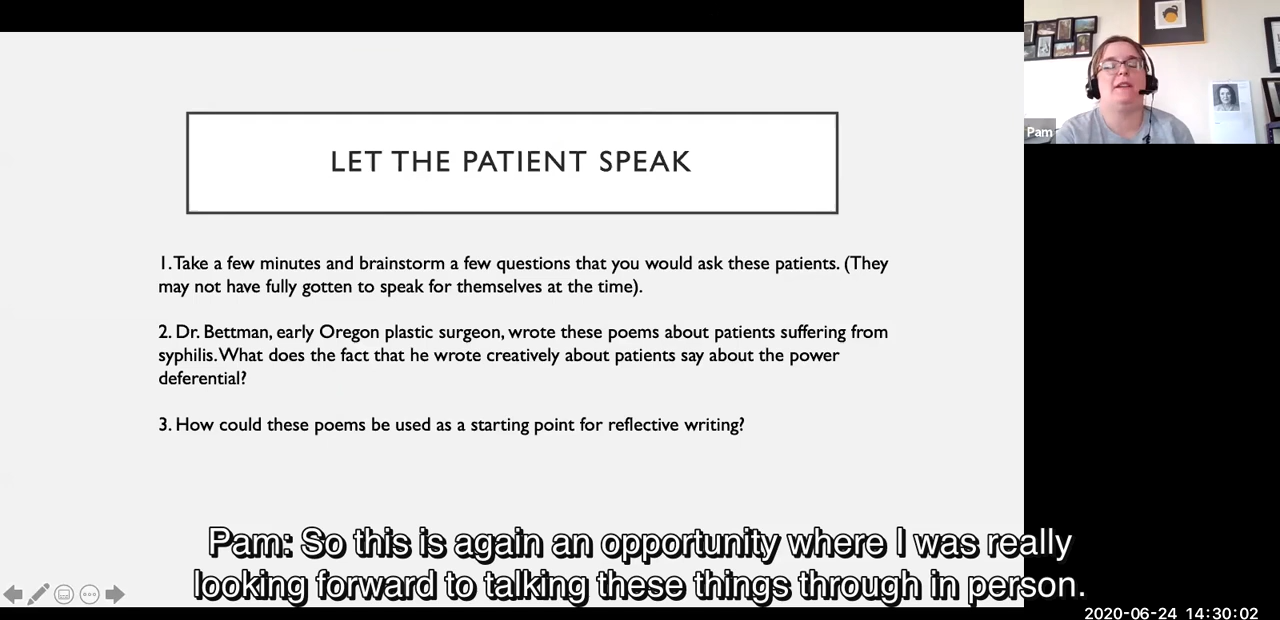 LET THE PATIENT SPEAK
1. Take a few minutes and brainstorm a few questions that you would ask these patients. (They
may not have fully gotten to speak for themselves at the time).
2. Dr. Bettman, early Oregon plastic surgeon, wrote these poems about patients suffering from
syphilis. What does the fact that he wrote creatively about patients say about the power
deferential?
3. How could these poems be used as a starting point for reflective writing?
Pam
Pam: So this is again an opportunity where I was really
looking forward to talking these things through in person.
2020-06-24 14:30:02